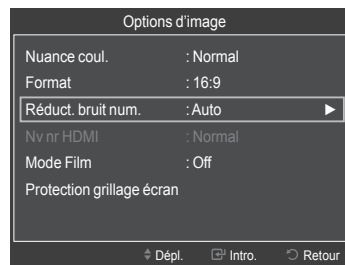 Options d'image
Nuance coul. : Normal
Format : 16:9
Réduct. bruit num. : Auto
Nv nr HDMI : Normal
Mode Film : Off
Protection grillage écran
Dépl. Intro. Retour